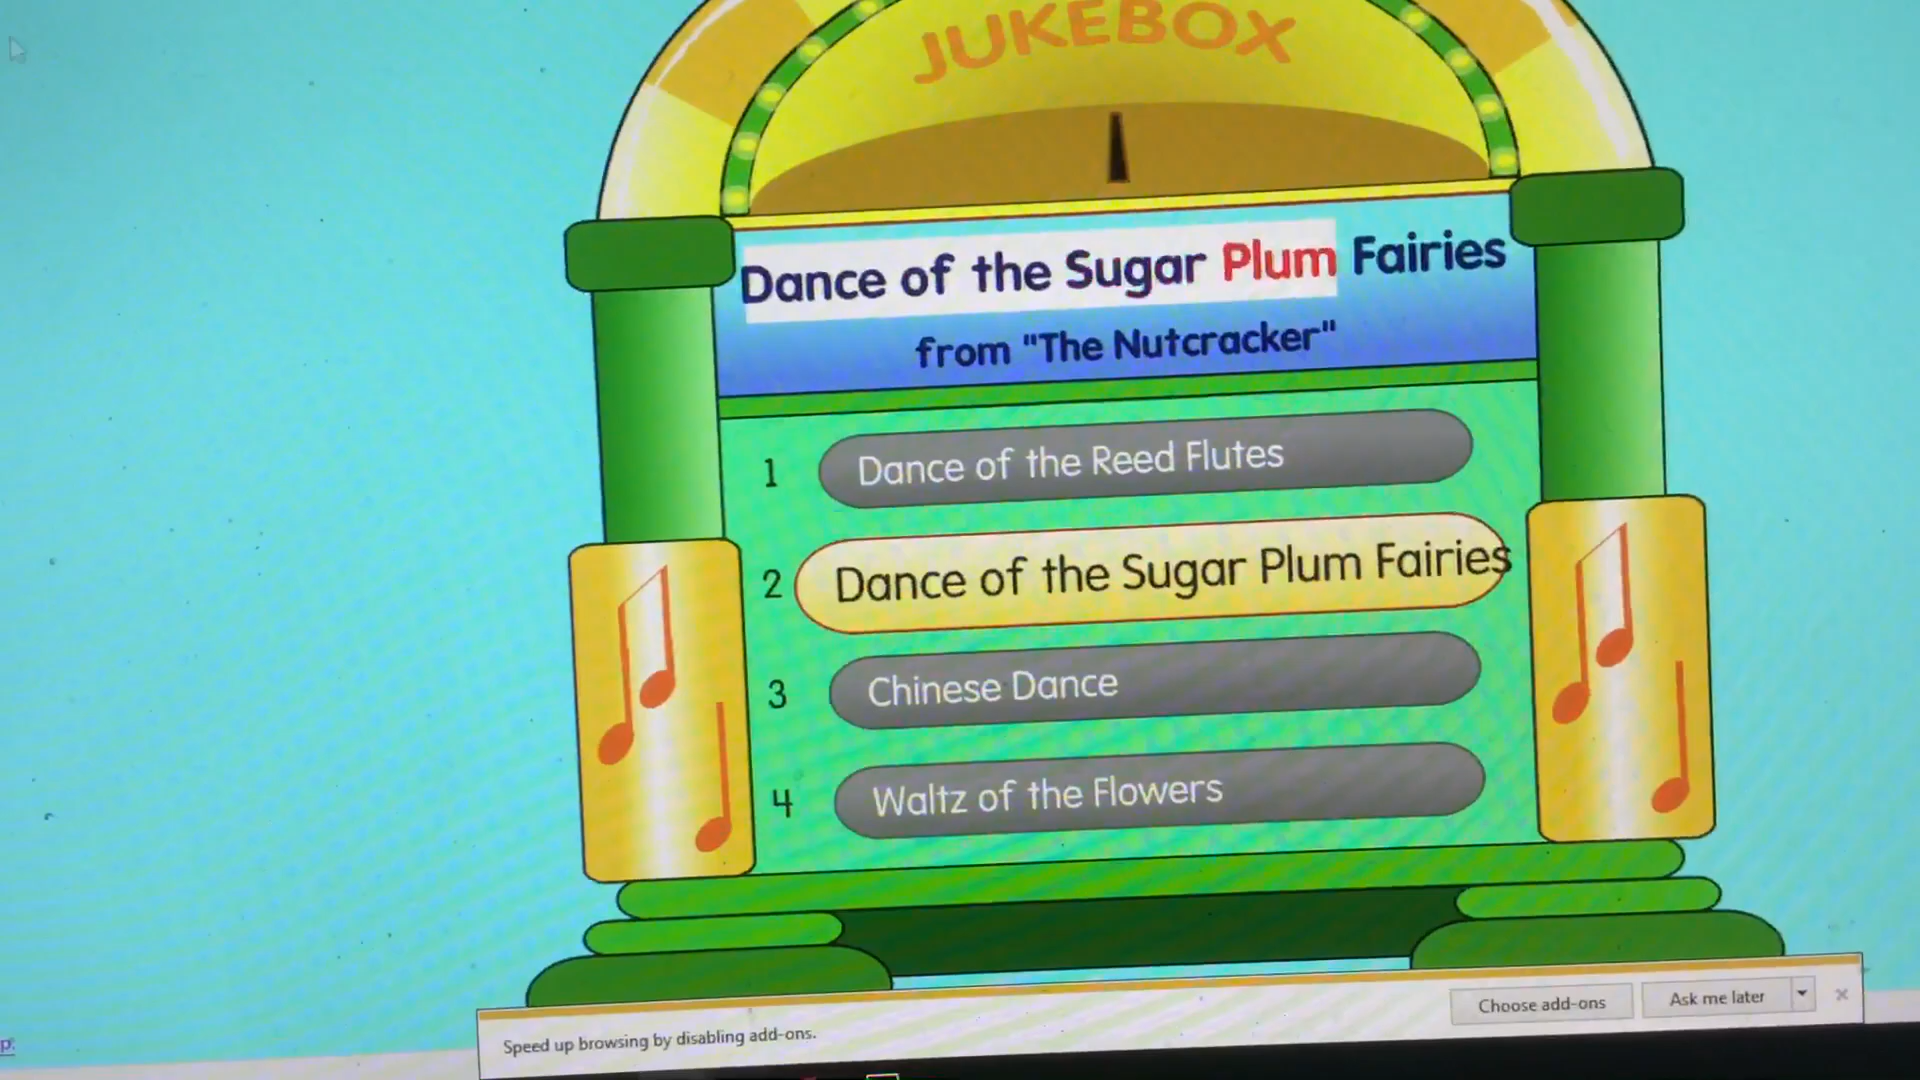 JUKEBOX
Dance of the Sugar Plum Fairies
from "The Nutcracker"
1 Dance of the Reed Flutes
2 Dance of the Sugar Plum Fairies
3 Chinese Dance
4 Waltz of the Flowers
Speed up browsing by disabling add-ons.
Choose add-ons
Ask me later